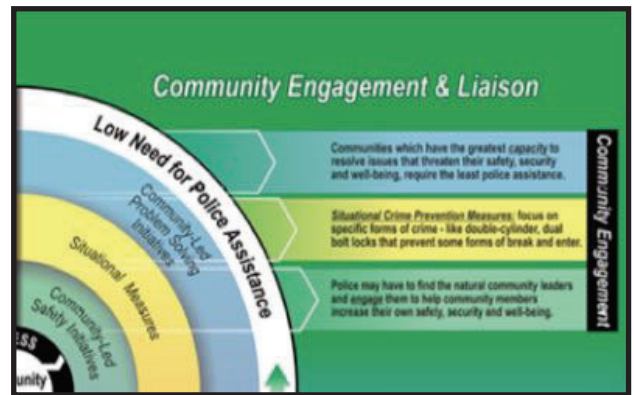 Community Engagement & Liaison
Low Need for Police Assistance
Community-Led
Problem Solving
Initiatives
Situational Measures
Community-Led
Safety Initiatives
ESS
unity
Communities which have the greatest capacity to
resolve issues that threaten their safety, security
and well-being, require the least police assistance.
Situational Crime Prevention Measures: focus on
specific forms of crime - like double-cylinder, dual
bolt locks that prevent some forms of break and enter.
Police may have to find the natural community leaders
and engage them to help community members
increase their own safely, security and well-being.
Community Engagement